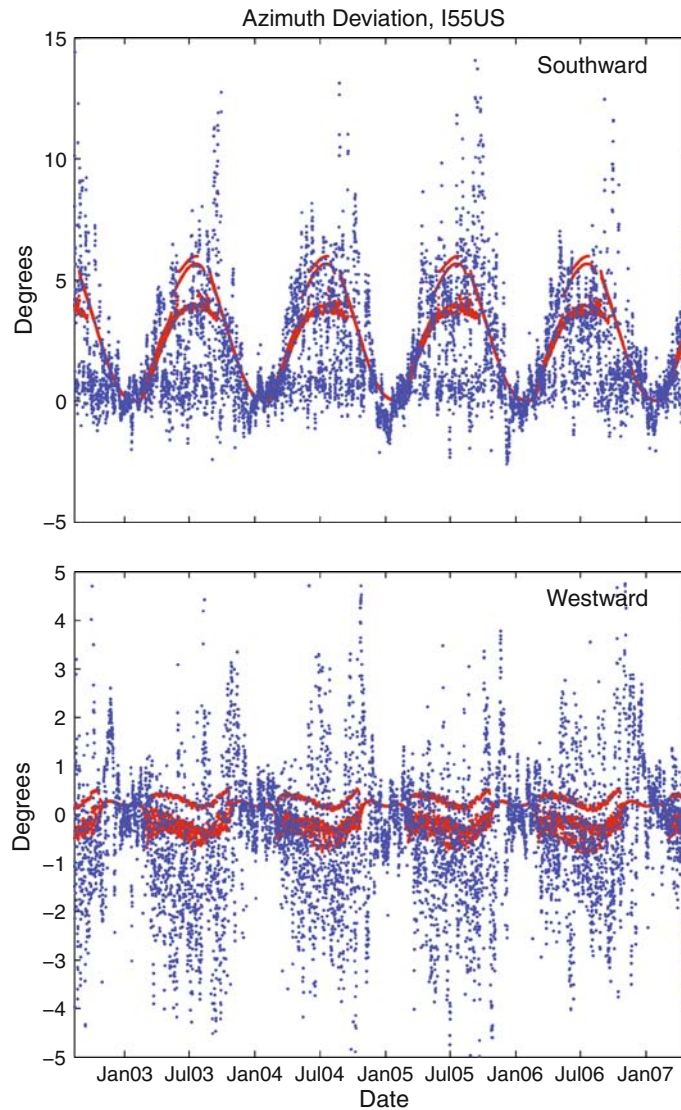 Azimuth Deviation, I55US
15
Southward
10
5
0
−5
Degrees
5
Westward
4
3
2
1
0
−1
−2
−3
−4
−5
Degrees
Jan03 Jul03 Jan04 Jul04 Jan05 Jul05 Jan06 Jul06 Jan07
Date